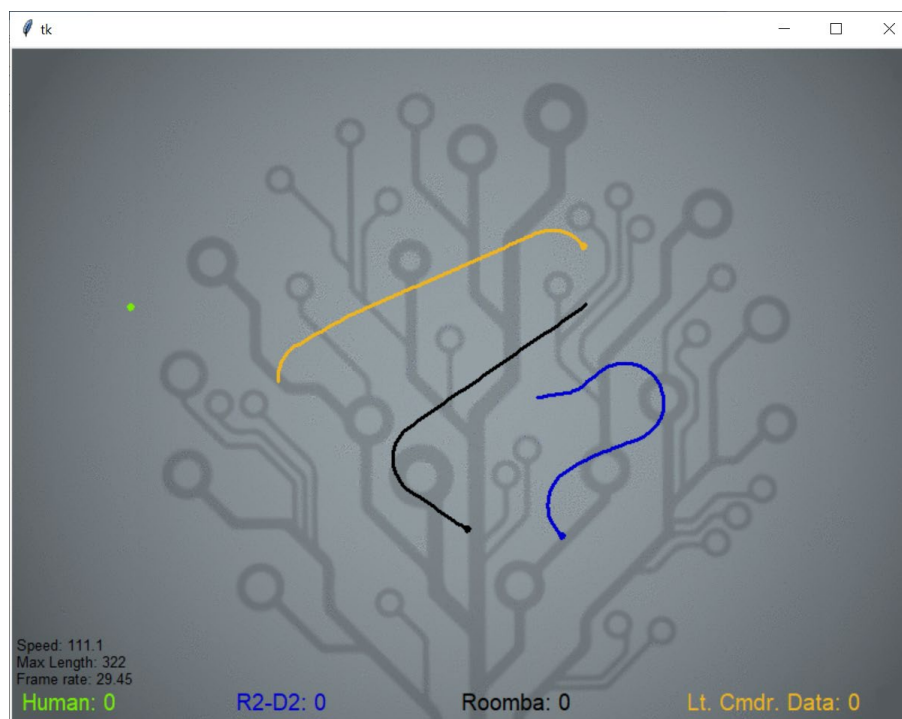 tk
Speed: 111.1
Max Length: 322
Frame rate: 29.45
Human: 0 R2-D2: 0 Roomba: 0 Lt. Cmdr. Data: 0